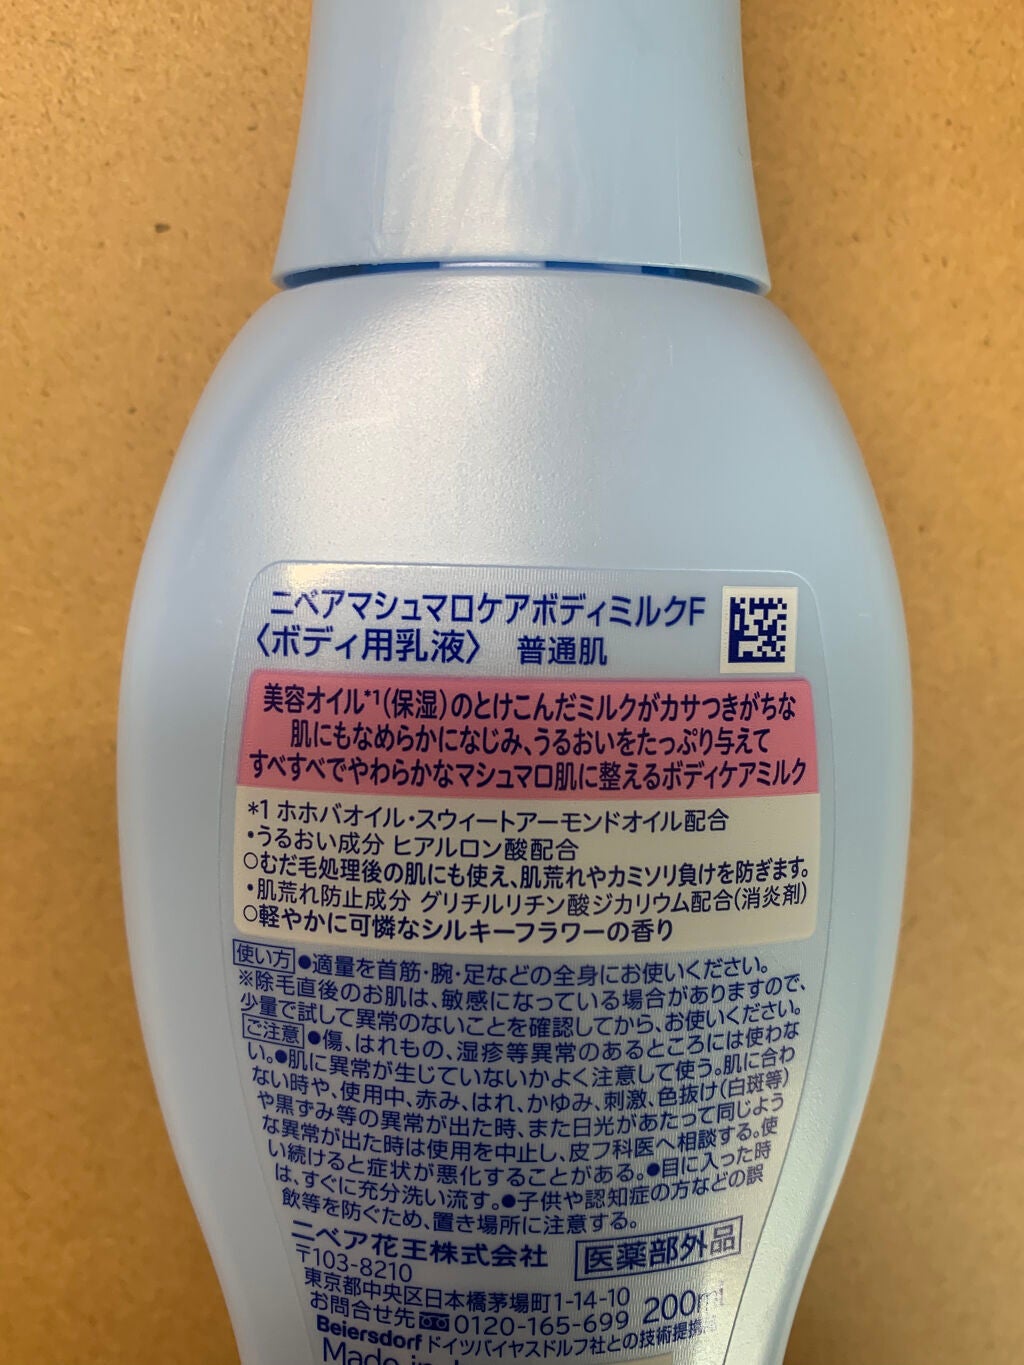 ニベアマシュマロケアボディミルクF
〈ボディ用乳液〉 普通肌
美容オイル*1(保湿)のとけこんだミルクがカサつきがちな
肌にもなめらかになじみ、うるおいをたっぷり与えて
すべすべでやわらかなマシュマロ肌に整えるボディケアミルク
*1 ホホバオイル・スウィートアーモンドオイル配合
・うるおい成分 ヒアルロン酸配合
○むだ毛処理後の肌にも使え、肌荒れやカミソリ負けを防ぎます。
・肌荒れ防止成分 グリチルリチン酸ジカリウム配合(消炎剤)
○軽やかに可憐なシルキーフラワーの香り
使い方 ●適量を首筋・腕・足などの全身にお使いください。
※除毛直後のお肌は、敏感になっている場合がありますので、
少量で試して異常のないことを確認してから、お使いください。
ご注意 ●傷、はれもの、湿疹等異常のあるところには使わな
い。●肌に異常が生じていないかよく注意して使う。肌に合わ
ない時や、使用中、赤み、はれ、かゆみ、刺激、色抜け(白斑等)
や黒ずみ等の異常が出た時、また日光があたって同じよう
な異常が出た時は使用を中止し、皮フ科医へ相談する。使
い続けると症状が悪化することがある。●目に入った時
は、すぐに充分洗い流す。●子供や認知症の方などの誤
飲等を防ぐため、置き場所に注意する。
ニベア花王株式会社 医薬部外品
〒103-8210
東京都中央区日本橋茅場町1-14-10
お問合せ先 0120-165-699 200ml
Beiersdorf ドイツバイヤスドルフ社との技術提携
Made in